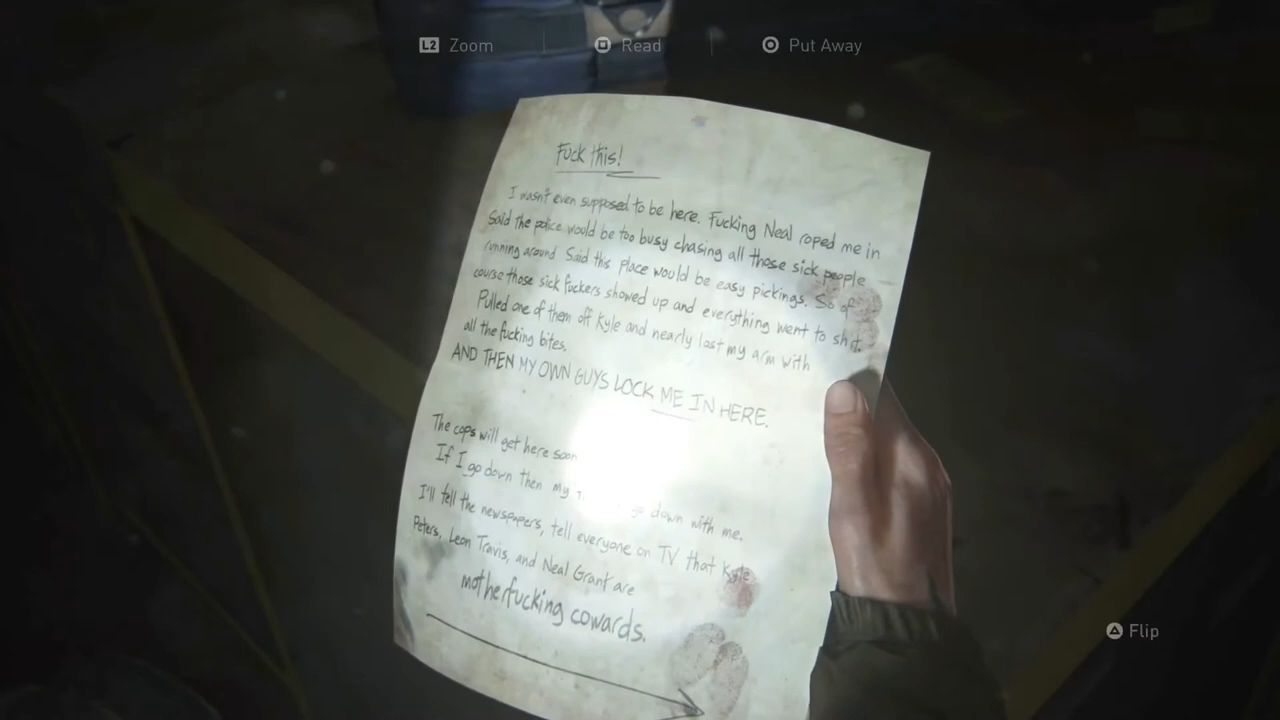 L2 Zoom
Read
Put Away
Fuck this!
I wasn't even supposed to be here. Fucking Neal roped me in
Said the police would be too busy chasing all those sick people
running around Said this place would be easy pickings. So of
course those sick fuckers showed up and everything went to shit.
Pulled one of them off Kyle and nearly lost my arm with
all the fucking bites.
AND THEN MY OWN GUYS LOCK ME IN HERE.
The cops will get here soon
If I go down then my go down with me.
I'll tell the newspapers, tell everyone on TV that Kyle
Peters, Leon Travis, and Neal Grant are
motherfucking cowards.
Flip